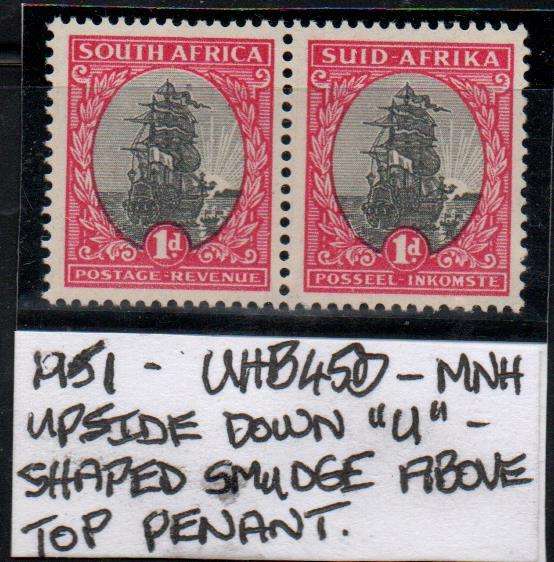 SOUTH AFRICA SUID-AFRIKA
1d 1d
POSTAGE-REVENUE POSSEEL-INKOMSTE
1951 - UHB45 - MNH
UPSIDE DOWN "U" -
SHAPED SMUDGE ABOVE
TOP PENANT.